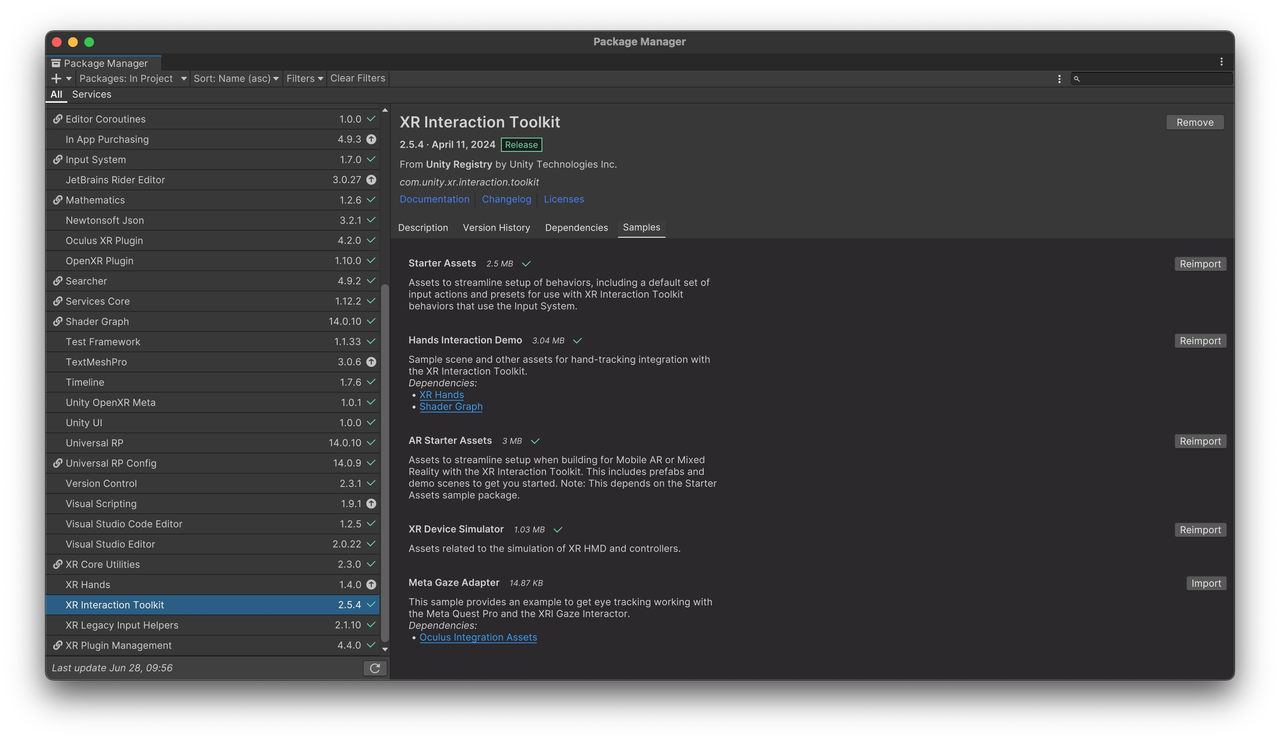 Package Manager
Package Manager
Packages: In Project Sort: Name (asc) Filters Clear Filters
All Services
Editor Coroutines 1.0.0
In App Purchasing 4.9.3
Input System 1.7.0
JetBrains Rider Editor 3.0.27
Mathematics 1.2.6
Newtonsoft Json 3.2.1
Oculus XR Plugin 4.2.0
OpenXR Plugin 1.10.0
Searcher 4.9.2
Services Core 1.12.2
Shader Graph 14.0.10
Test Framework 1.1.33
TextMeshPro 3.0.6
Timeline 1.7.6
Unity OpenXR Meta 1.0.1
Unity UI 1.0.0
Universal RP 14.0.10
Universal RP Config 14.0.9
Version Control 2.3.1
Visual Scripting 1.9.1
Visual Studio Code Editor 1.2.5
Visual Studio Editor 2.0.22
XR Core Utilities 2.3.0
XR Hands 1.4.0
XR Interaction Toolkit 2.5.4
XR Legacy Input Helpers 2.1.10
XR Plugin Management 4.4.0
Last update Jun 28, 09:56
XR Interaction Toolkit
Remove
2.5.4 · April 11, 2024 Release
From Unity Registry by Unity Technologies Inc.
com.unity.xr.interaction.toolkit
Documentation Changelog Licenses
Description Version History Dependencies Samples
Starter Assets 2.5 MB Reimport
Assets to streamline setup of behaviors, including a default set of
input actions and presets for use with XR Interaction Toolkit
behaviors that use the Input System.
Hands Interaction Demo 3.04 MB Reimport
Sample scene and other assets for hand-tracking integration with
the XR Interaction Toolkit.
Dependencies:
• XR Hands
• Shader Graph
AR Starter Assets 3 MB Reimport
Assets to streamline setup when building for Mobile AR or Mixed
Reality with the XR Interaction Toolkit. This includes prefabs and
demo scenes to get you started. Note: This depends on the Starter
Assets sample package.
XR Device Simulator 1.03 MB Reimport
Assets related to the simulation of XR HMD and controllers.
Meta Gaze Adapter 14.87 KB Import
This sample provides an example to get eye tracking working with
the Meta Quest Pro and the XRI Gaze Interactor.
Dependencies:
• Oculus Integration Assets